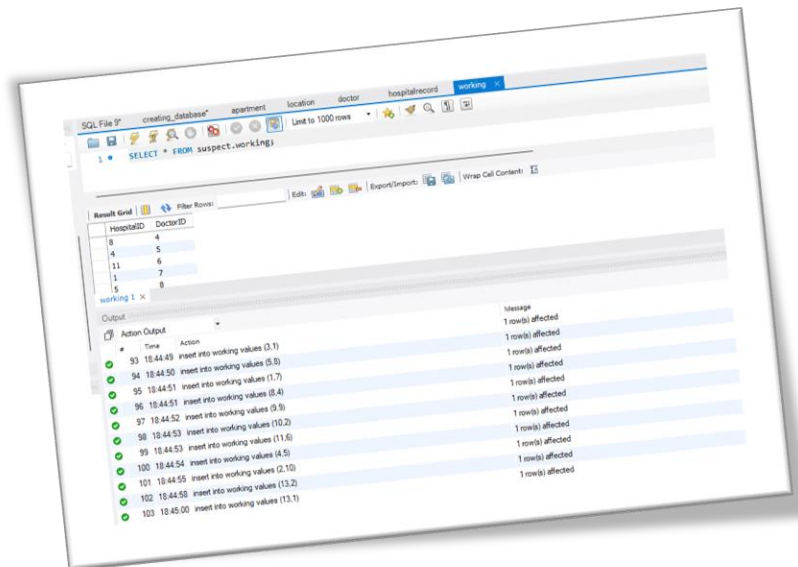 SQL File 9* creating_database* apartment location doctor hospitalrecord working ×
Limit to 1000 rows
1 SELECT * FROM suspect.working;
Result Grid Filter Rows: Edit: Export/Import: Wrap Cell Content:
HospitalID DoctorID
8 4
4 5
11 6
1 7
5 8
working 1 ×
Output
Action Output
# Time Action Message
93 18:44:49 insert into working values (3,1) 1 row(s) affected
94 18:44:50 insert into working values (5,8) 1 row(s) affected
95 18:44:51 insert into working values (1,7) 1 row(s) affected
96 18:44:51 insert into working values (8,4) 1 row(s) affected
97 18:44:52 insert into working values (9,9) 1 row(s) affected
98 18:44:53 insert into working values (10,2) 1 row(s) affected
99 18:44:53 insert into working values (11,6) 1 row(s) affected
100 18:44:54 insert into working values (4,5) 1 row(s) affected
101 18:44:55 insert into working values (2,10) 1 row(s) affected
102 18:44:58 insert into working values (13,2) 1 row(s) affected
103 18:45:00 insert into working values (13,1) 1 row(s) affected